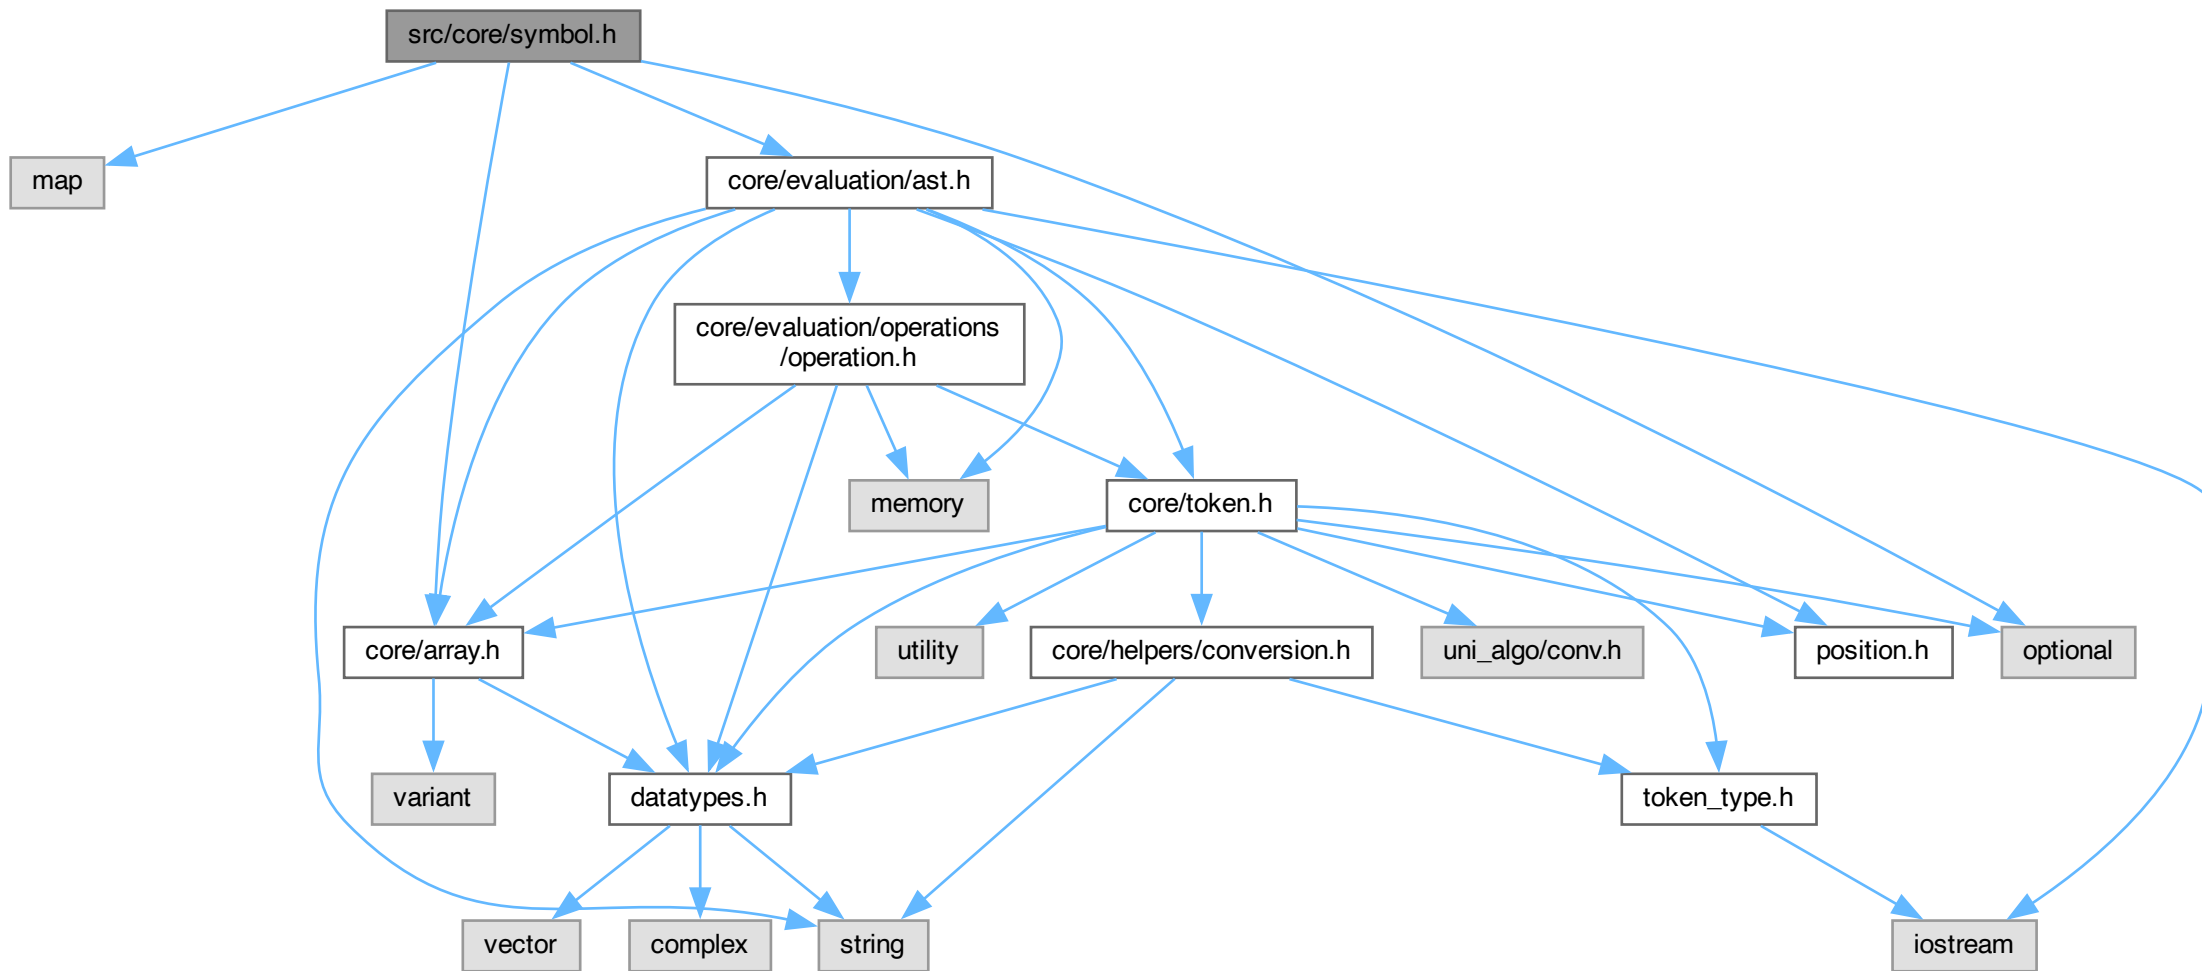 src/core/symbol.h
map
core/evaluation/ast.h
core/evaluation/operations
/operation.h
memory
core/token.h
core/array.h
utility
core/helpers/conversion.h
uni_algo/conv.h
position.h
optional
variant
datatypes.h
token_type.h
vector
complex
string
iostream